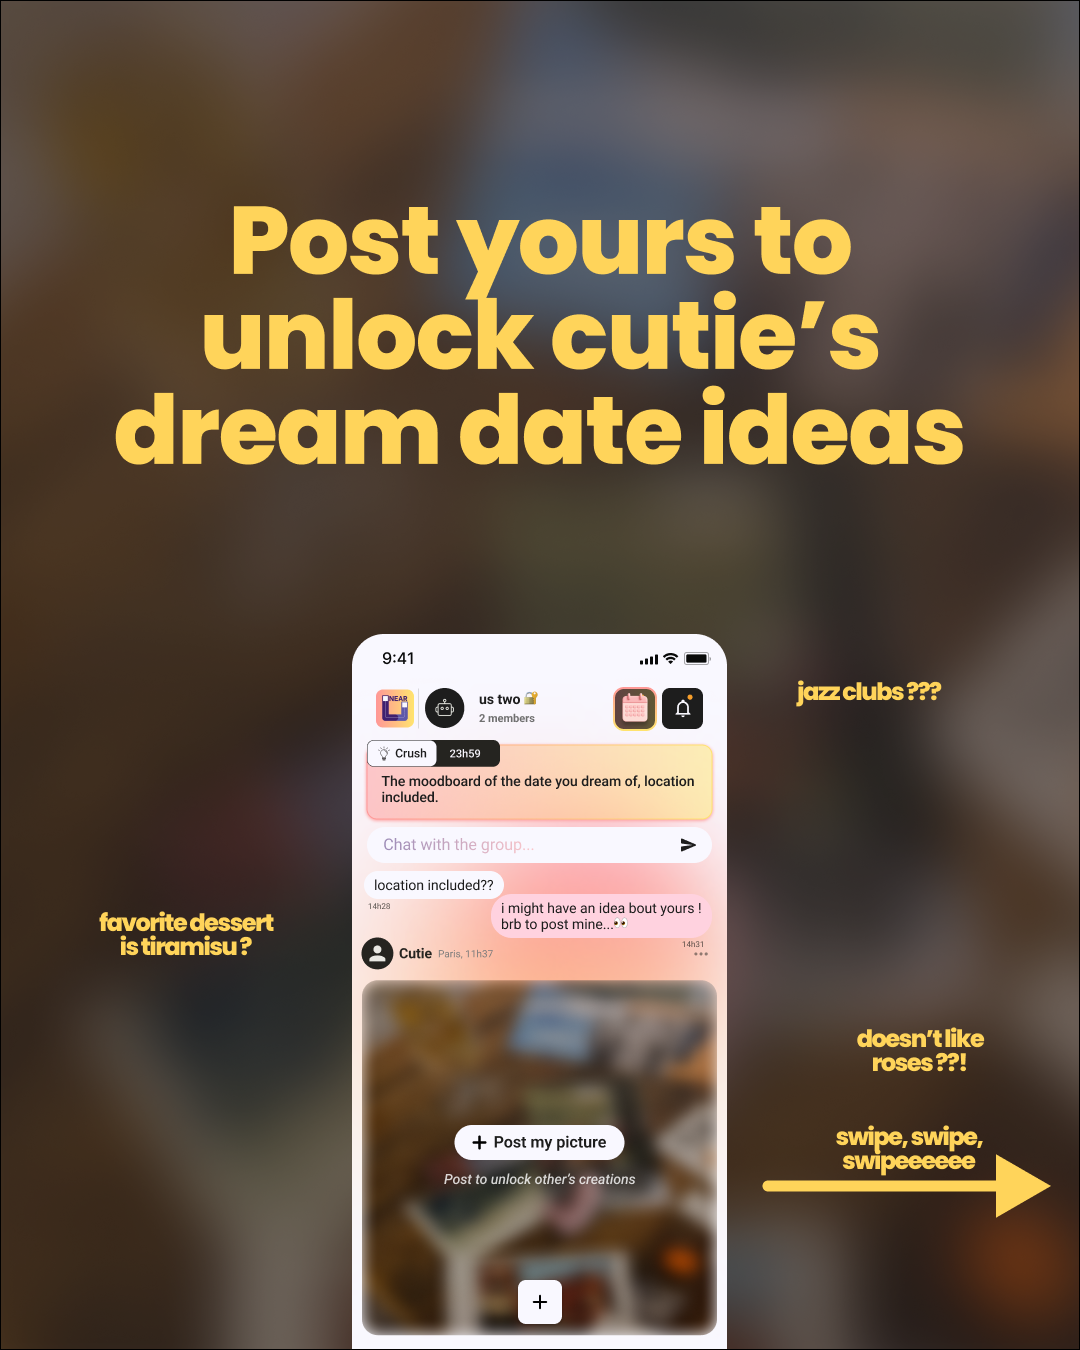 Post yours to
unlock cutie’s
dream date ideas
9:41
NEAR
us two 🔐
2 members
Crush
23h59
The moodboard of the date you dream of, location
included.
Chat with the group...
location included??
14h28
i might have an idea bout yours !
brb to post mine...👀
14h31
Cutie Paris, 11h37
Post my picture
Post to unlock other’s creations
jazz clubs ???
favorite dessert
is tiramisu ?
doesn’t like
roses ??!
swipe, swipe,
swipeeeeee